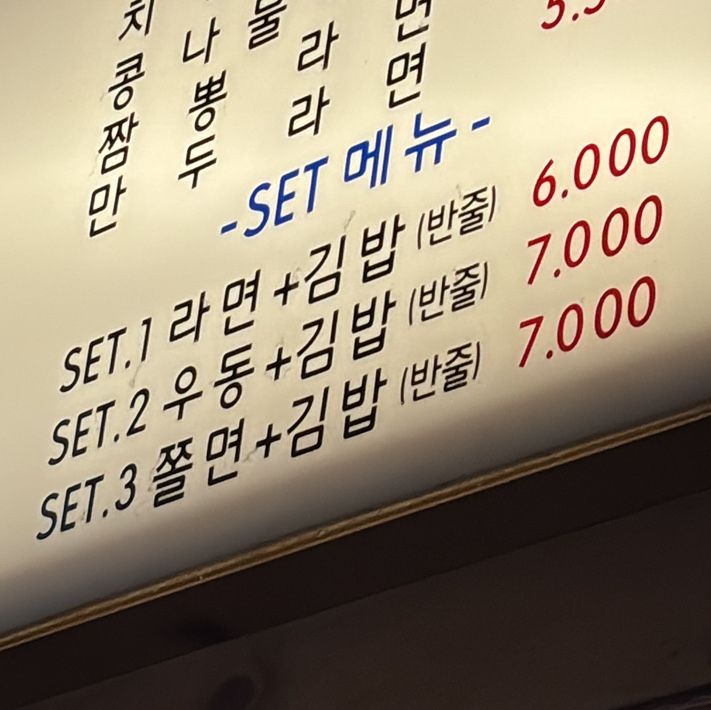 치 나 물 라 면
콩
짬 뽕 라 면
만 두
-SET 메뉴-
SET.1 라면+김밥(반줄) 6.000
SET.2 우동+김밥(반줄) 7.000
SET.3 쫄면+김밥(반줄) 7.000